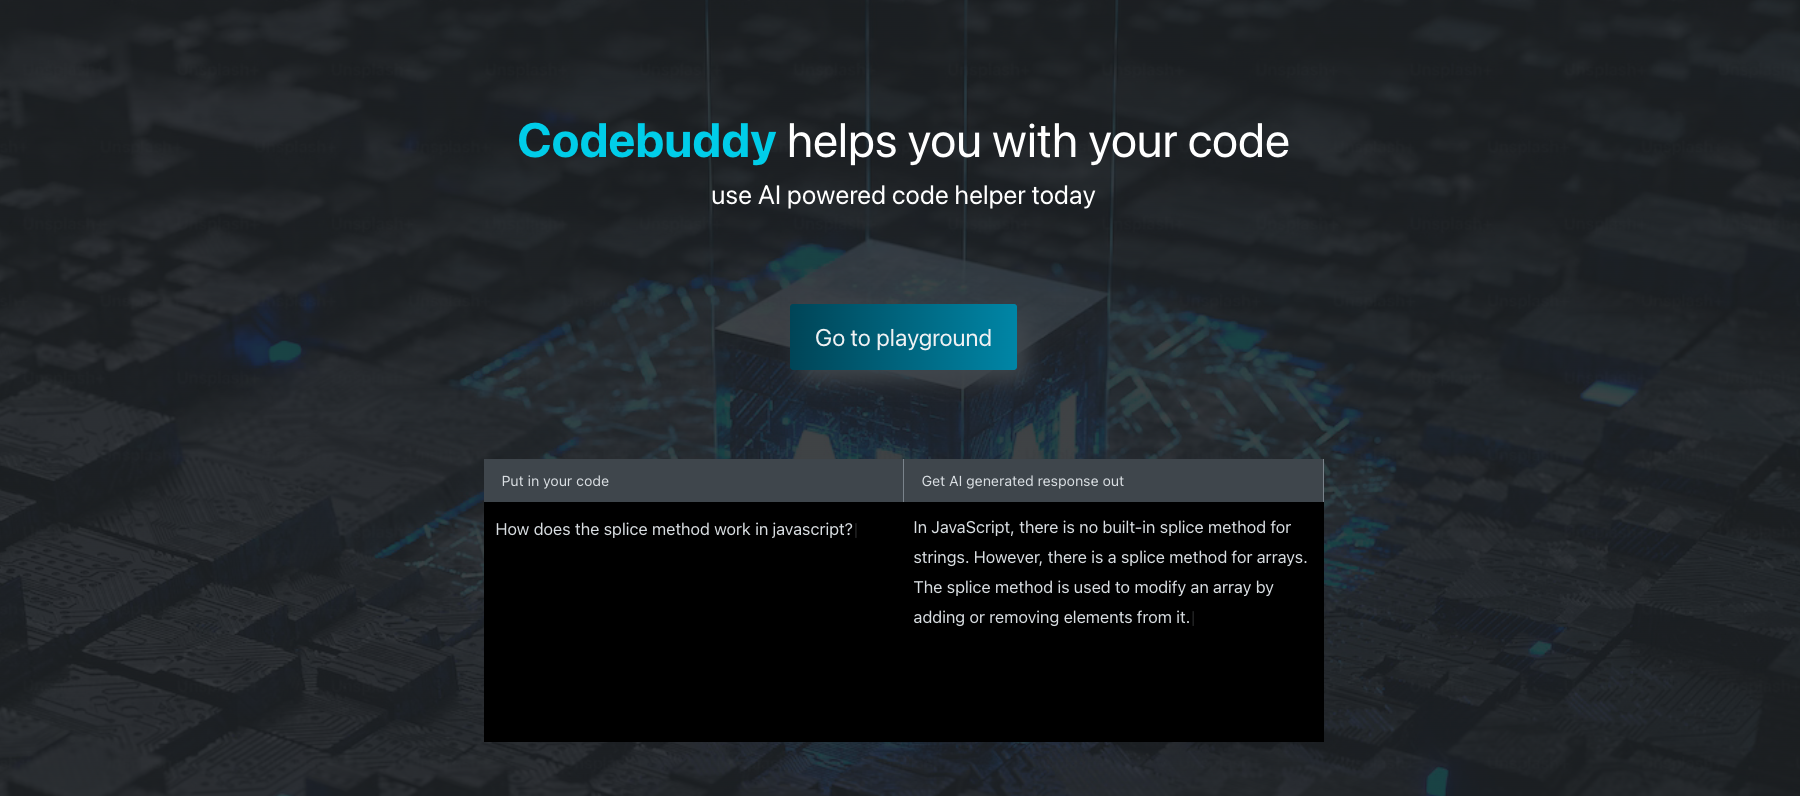 Codebuddy helps you with your code
use AI powered code helper today
Go to playground
Put in your code
Get AI generated response out
How does the splice method work in javascript?
In JavaScript, there is no built-in splice method for
strings. However, there is a splice method for arrays.
The splice method is used to modify an array by
adding or removing elements from it.